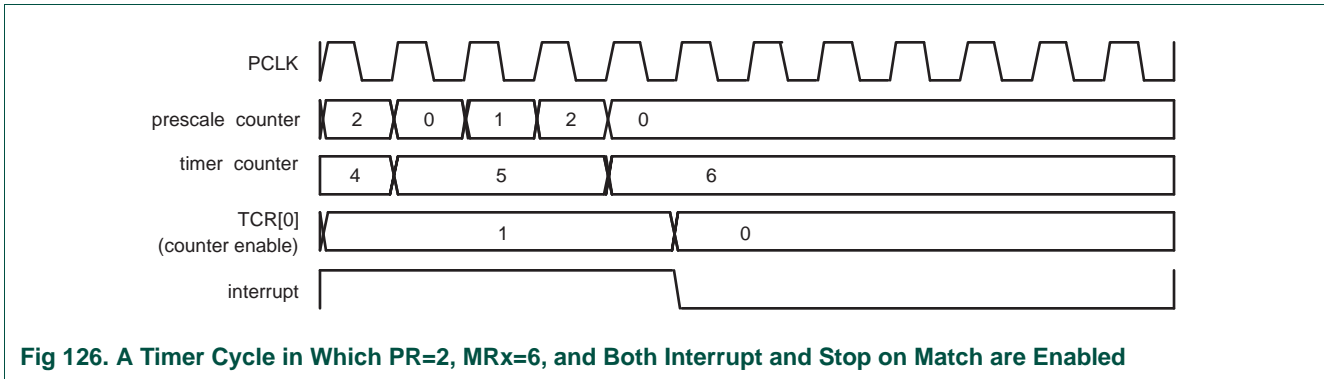 PCLK
prescale counter 2 0 1 2 0
timer counter 4 5 6
TCR[0]
(counter enable) 1 0
interrupt
Fig 126. A Timer Cycle in Which PR=2, MRx=6, and Both Interrupt and Stop on Match are Enabled